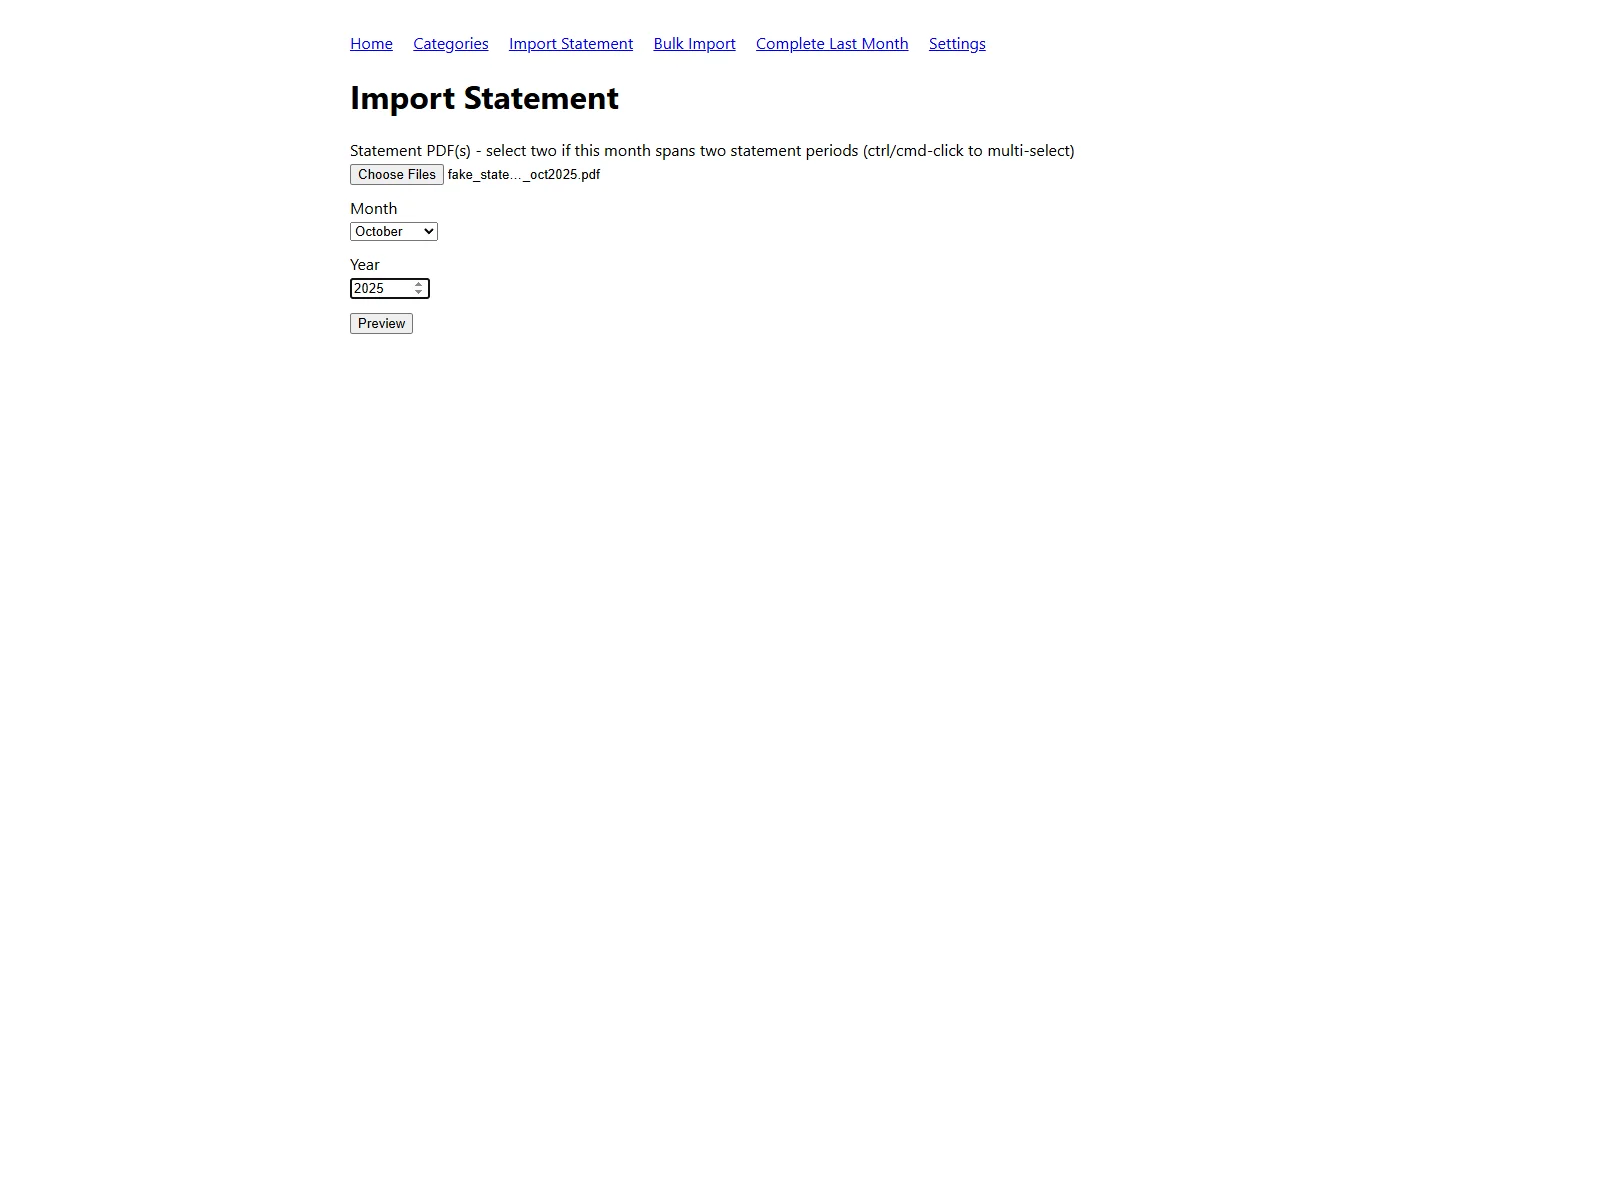 Home Categories Import Statement Bulk Import Complete Last Month Settings
Import Statement
Statement PDF(s) - select two if this month spans two statement periods (ctrl/cmd-click to multi-select)
Choose Files fake_state..._oct2025.pdf
Month
October
Year
2025
Preview